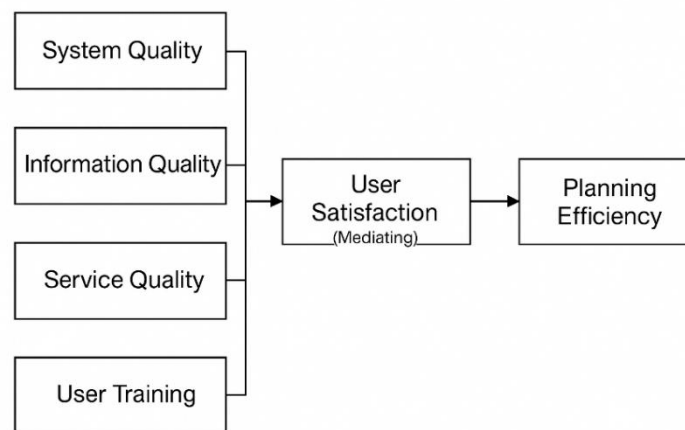 System Quality
Information Quality
Service Quality
User Training
User
Satisfaction
(Mediating)
Planning
Efficiency